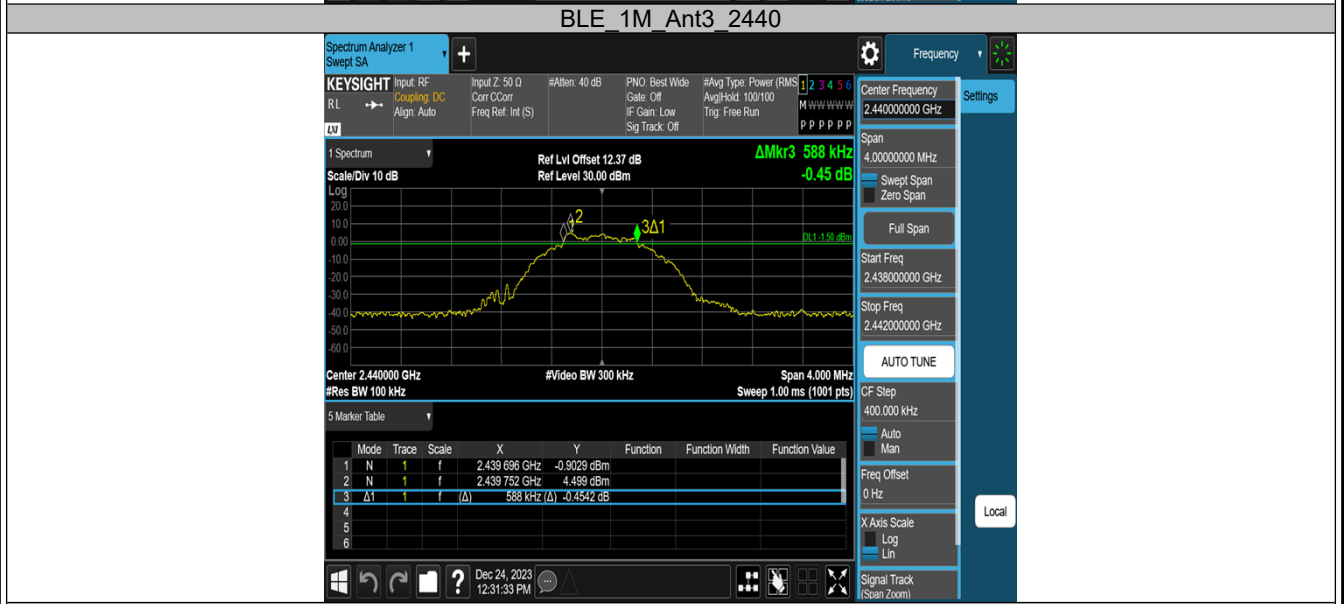 BLE_1M_Ant3_2440
Spectrum Analyzer 1
Swept SA
+
Frequency
KEYSIGHT
RL
LXI
Input: RF
Coupling: DC
Align: Auto
Input Z: 50 Ω
Corr CCorr
Freq Ref: Int (S)
#Atten: 40 dB
PNO: Best Wide
Gate: Off
IF Gain: Low
Sig Track: Off
#Avg Type: Power (RMS
Avg|Hold: 100/100
Trig: Free Run
1 2 3 4 5 6
M W W W W W
P P P P P P
1 Spectrum
Scale/Div 10 dB
Ref Lvl Offset 12.37 dB
Ref Level 30.00 dBm
ΔMkr3 588 kHz
-0.45 dB
Log
20.0
10.0
0.00
-10.0
-20.0
-30.0
-40.0
-50.0
-60.0
2
3Δ1
DL1 -1.50 dBm
Center 2.440000 GHz
#Res BW 100 kHz
#Video BW 300 kHz
Span 4.000 MHz
Sweep 1.00 ms (1001 pts)
5 Marker Table
Mode Trace Scale X Y Function Function Width Function Value
1 N 1 f 2.439 696 GHz -0.9029 dBm
2 N 1 f 2.439 752 GHz 4.499 dBm
3 Δ1 1 f (Δ) 588 kHz (Δ) -0.4542 dB
4
5
6
?
Dec 24, 2023
12:31:33 PM
Center Frequency
2.440000000 GHz
Settings
Span
4.00000000 MHz
Swept Span
Zero Span
Full Span
Start Freq
2.438000000 GHz
Stop Freq
2.442000000 GHz
AUTO TUNE
CF Step
400.000 kHz
Auto
Man
Freq Offset
0 Hz
X Axis Scale
Log
Lin
Local
Signal Track
(Span Zoom)